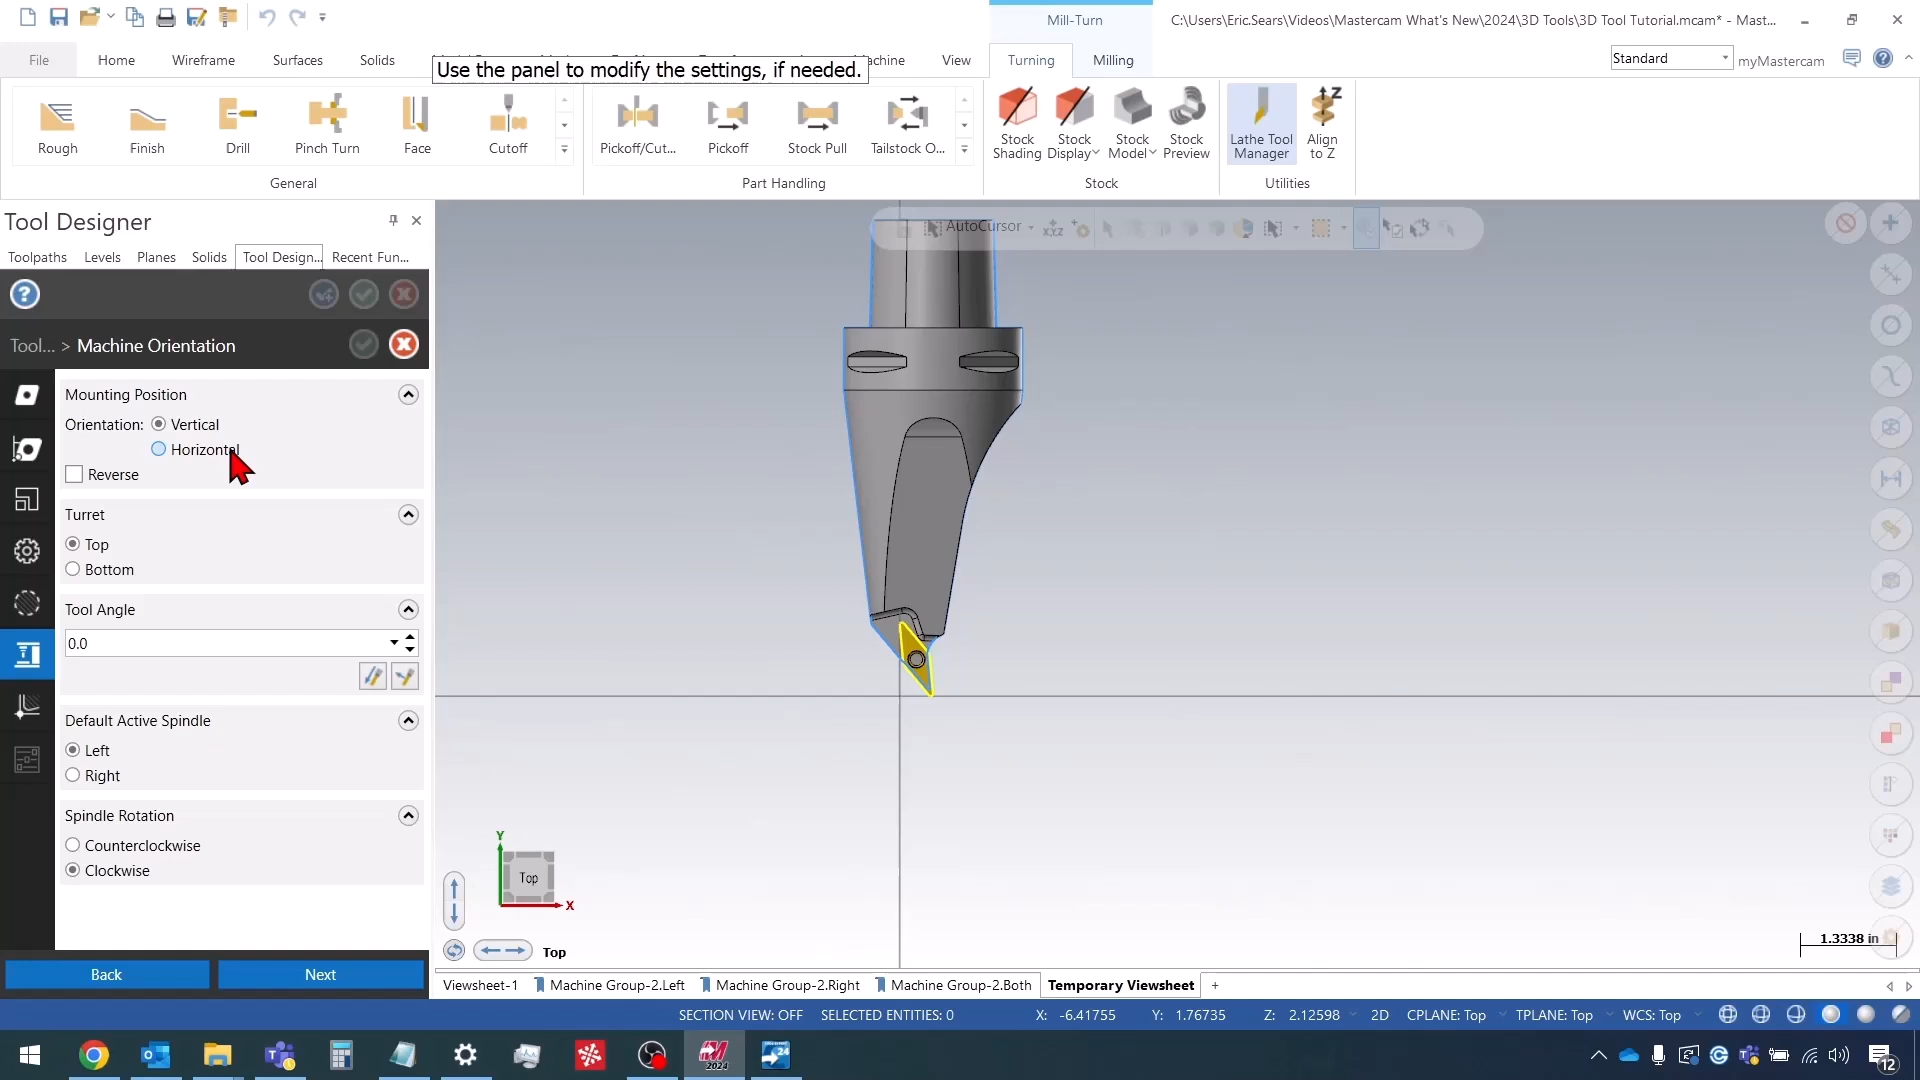 Mill-Turn
C:\Users\Eric.Sears\Videos\Mastercam What's New\2024\3D Tools\3D Tool Tutorial.mcam* - Mast...
File
Home
Wireframe
Surfaces
Solids
View
Turning
Milling
Standard
myMastercam
Use the panel to modify the settings, if needed.
Rough
Finish
Drill
Pinch Turn
Face
Cutoff
Pickoff/Cut...
Pickoff
Stock Pull
Tailstock O...
Stock Shading
Stock Display
Stock Model
Stock Preview
Lathe Tool Manager
Align to Z
General
Part Handling
Stock
Utilities
Tool Designer
Toolpaths
Levels
Planes
Solids
Tool Design...
Recent Fun...
AutoCursor
Tool... > Machine Orientation
Mounting Position
Orientation:
Vertical
Horizontal
Reverse
Turret
Top
Bottom
Tool Angle
0.0
Default Active Spindle
Left
Right
Spindle Rotation
Counterclockwise
Clockwise
Back
Next
Y
Top
X
Top
1.3338 in
Viewsheet-1
Machine Group-2.Left
Machine Group-2.Right
Machine Group-2.Both
Temporary Viewsheet
+
SECTION VIEW: OFF
SELECTED ENTITIES: 0
X: -6.41755
Y: 1.76735
Z: 2.12598
2D
CPLANE: Top
TPLANE: Top
WCS: Top
2024
24
12